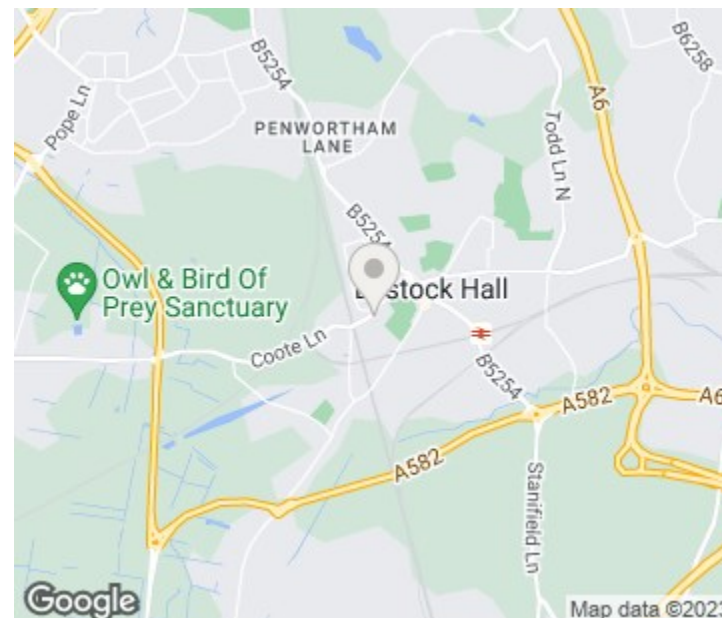 B5254
B6258
Pope Ln
A6
PENWORTHAM
LANE
Todd Ln N
B5254
Owl & Bird Of
Prey Sanctuary
stock Hall
Coote Ln
B5254
A582
A6
A582
Stanifield Ln
Google
Map data ©2023